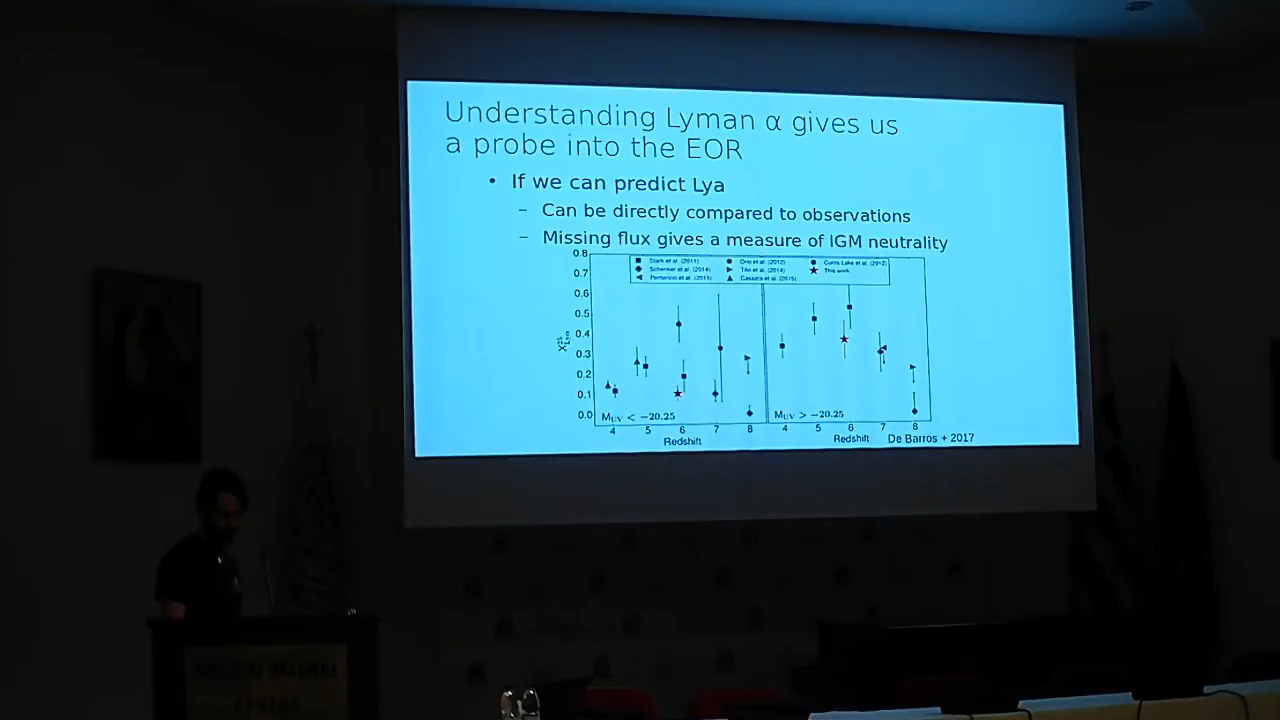 Understanding Lyman α gives us
a probe into the EOR
• If we can predict Lya
– Can be directly compared to observations
– Missing flux gives a measure of IGM neutrality
0.8
0.7
0.6
0.5
0.4
0.3
0.2
0.1
0.0
Stark et al. (2011)
Ono et al. (2012)
Curtis Lake et al. (2012)
Schenker et al. (2014)
Tilvi et al. (2014)
This work
Pentericci et al. (2011)
Cassata et al. (2015)
M_UV < −20.25
M_UV > −20.25
4 5 6 7 8
4 5 6 7 8
Redshift
Redshift
De Barros + 2017